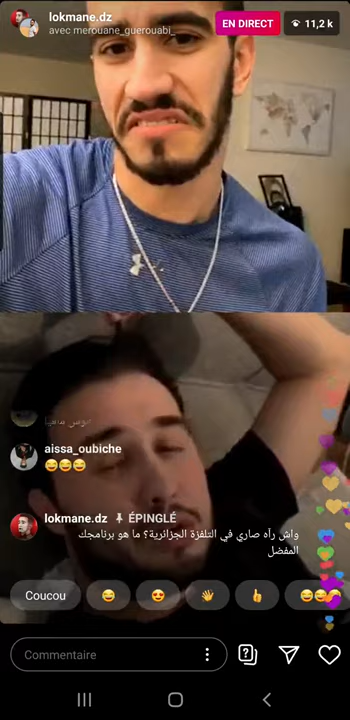 lokmane.dz
avec merouane_guerouabi_
EN DIRECT
11,2 k
aissa_oubiche
😂😂😂
lokmane.dz ÉPINGLÉ
واش رآه صاري في التلفزة الجزائرية؟ ما هو برنامجك
المفضل
Coucou 😂 😍 👋 👍 😂😂
Commentaire